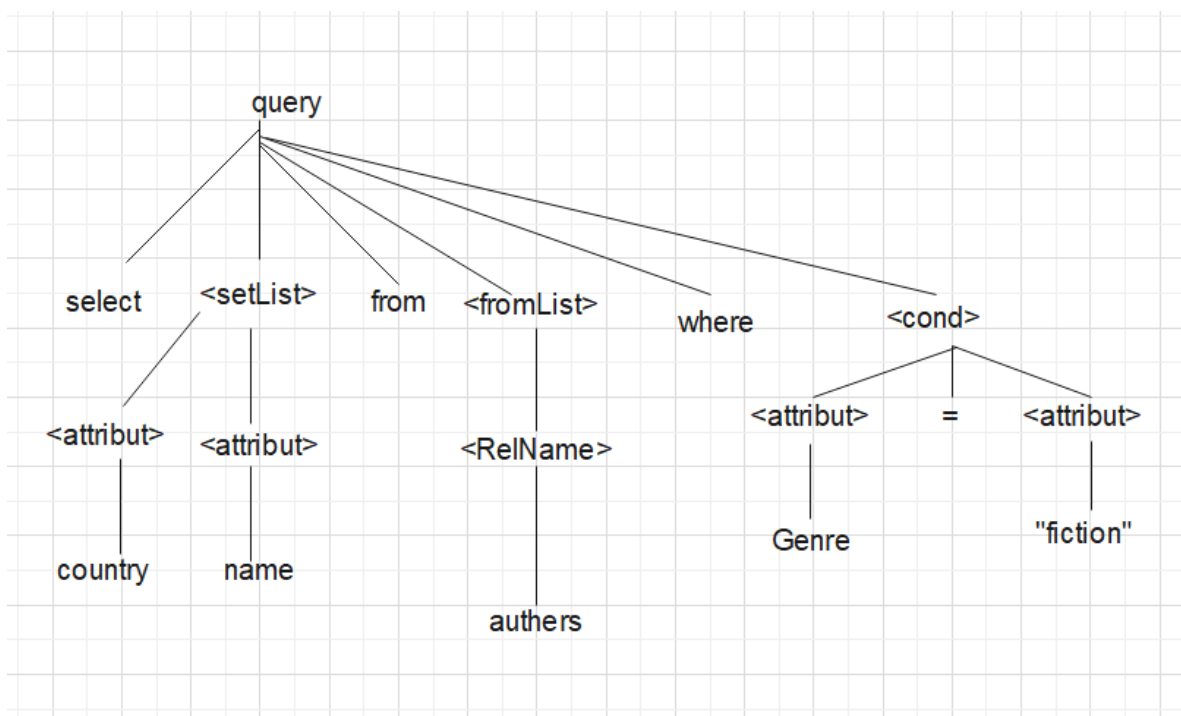 query
select
<setList>
from
<fromList>
where
<cond>
<attribut>
<attribut>
<RelName>
<attribut>
=
<attribut>
country
name
authers
Genre
"fiction"